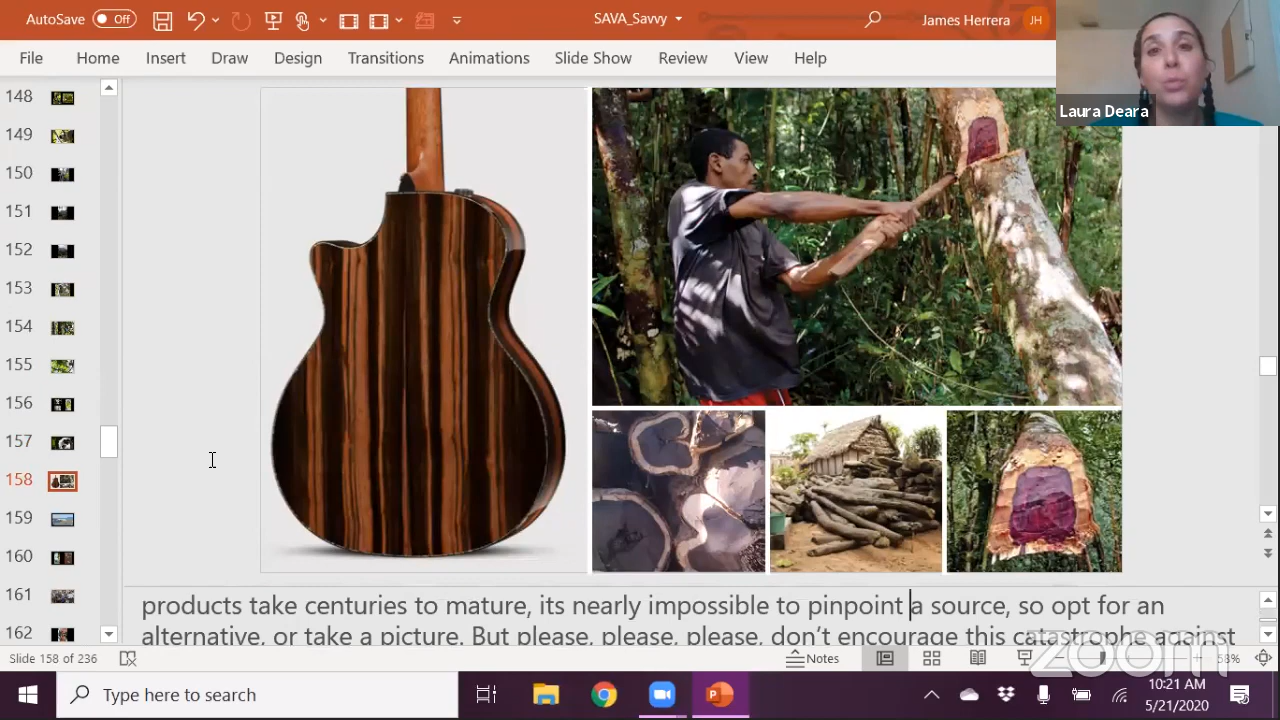 AutoSave Off SAVA_Savvy James Herrera JH
File Home Insert Draw Design Transitions Animations Slide Show Review View Help
Laura Deara
148
149
150
151
152
153
154
155
156
157
158
159
160
161
162
products take centuries to mature, its nearly impossible to pinpoint a source, so opt for an
alternative, or take a picture. But please, please, please, don't encourage this catastrophe against
zoom
Slide 158 of 236 Notes 58%
Type here to search 10:21 AM
5/21/2020